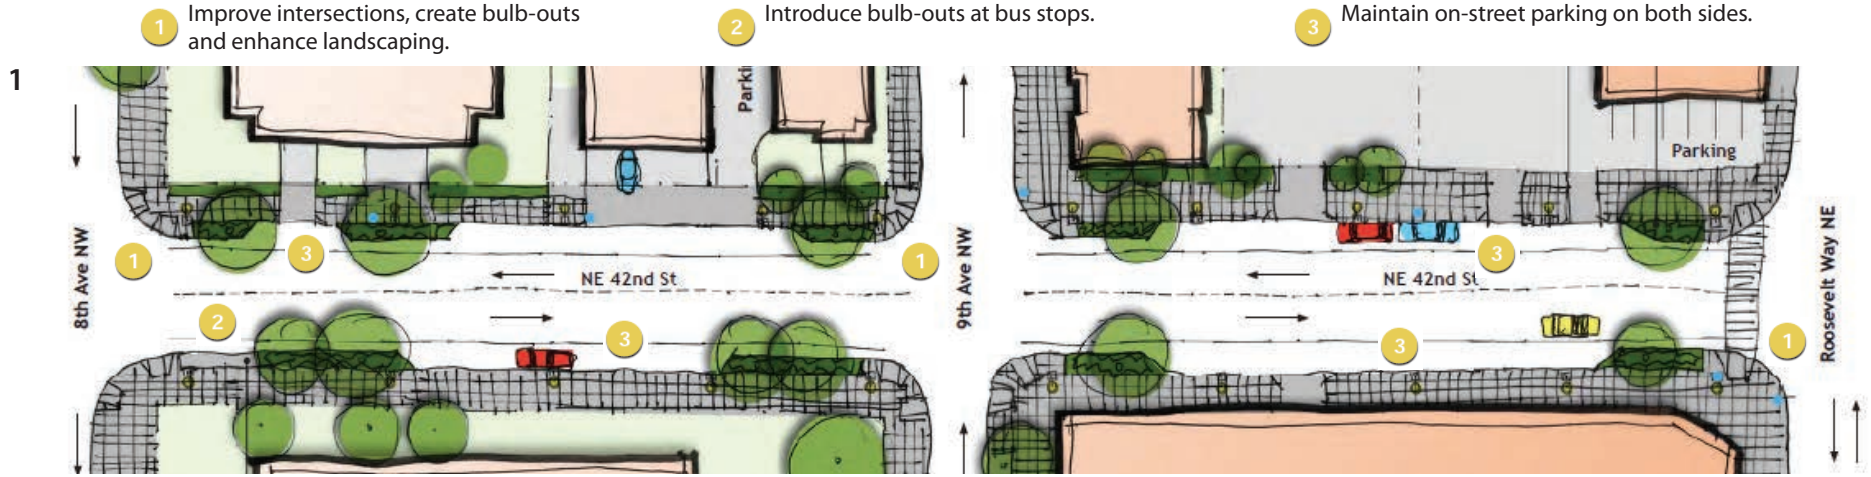 1 Improve intersections, create bulb-outs
and enhance landscaping.
2 Introduce bulb-outs at bus stops.
3 Maintain on-street parking on both sides.
1
Parki
Parking
8th Ave NW
9th Ave NW
Roosevelt Way NE
1
3
1
3
NE 42nd St
NE 42nd St
2
3
3
1